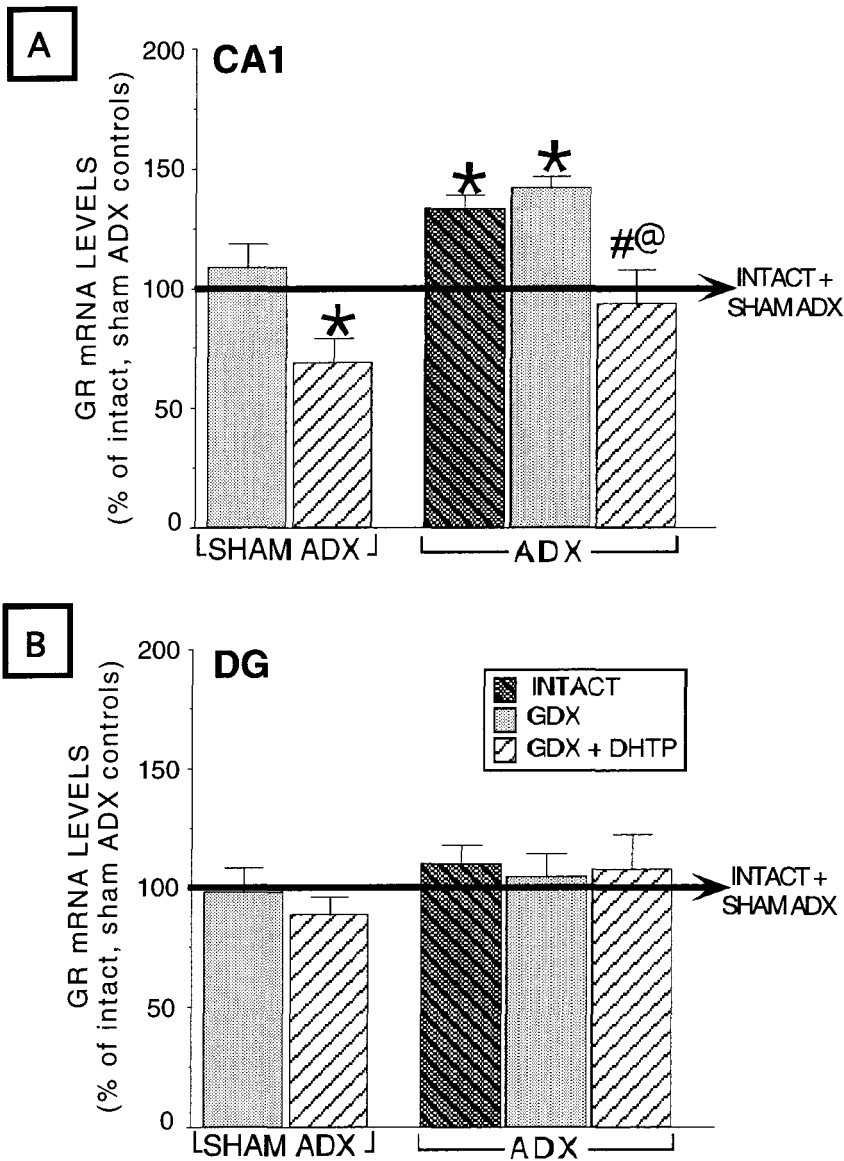 A
CA1
GR mRNA LEVELS
(% of intact, sham ADX controls)
200
150
100
50
0
*
*
*
#@
INTACT +
SHAM ADX
SHAM ADX
ADX
B
DG
GR mRNA LEVELS
(% of intact, sham ADX controls)
200
150
100
50
0
INTACT
GDX
GDX + DHTP
INTACT +
SHAM ADX
SHAM ADX
ADX